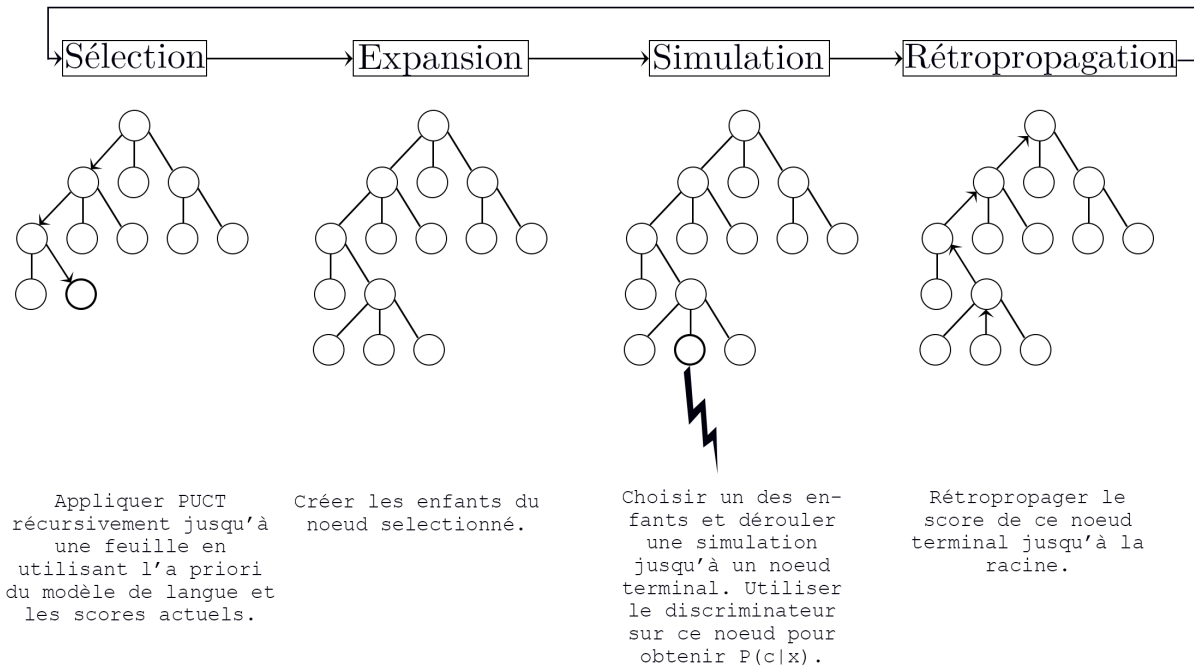 Sélection
Expansion
Simulation
Rétropropagation
Appliquer PUCT
récursivement jusqu'à
une feuille en
utilisant l'a priori
du modèle de langue et
les scores actuels.
Créer les enfants du
noeud selectionné.
Choisir un des en-
fants et dérouler
une simulation
jusqu'à un noeud
terminal. Utiliser
le discriminateur
sur ce noeud pour
obtenir P(c|x).
Rétropropager le
score de ce noeud
terminal jusqu'à la
racine.